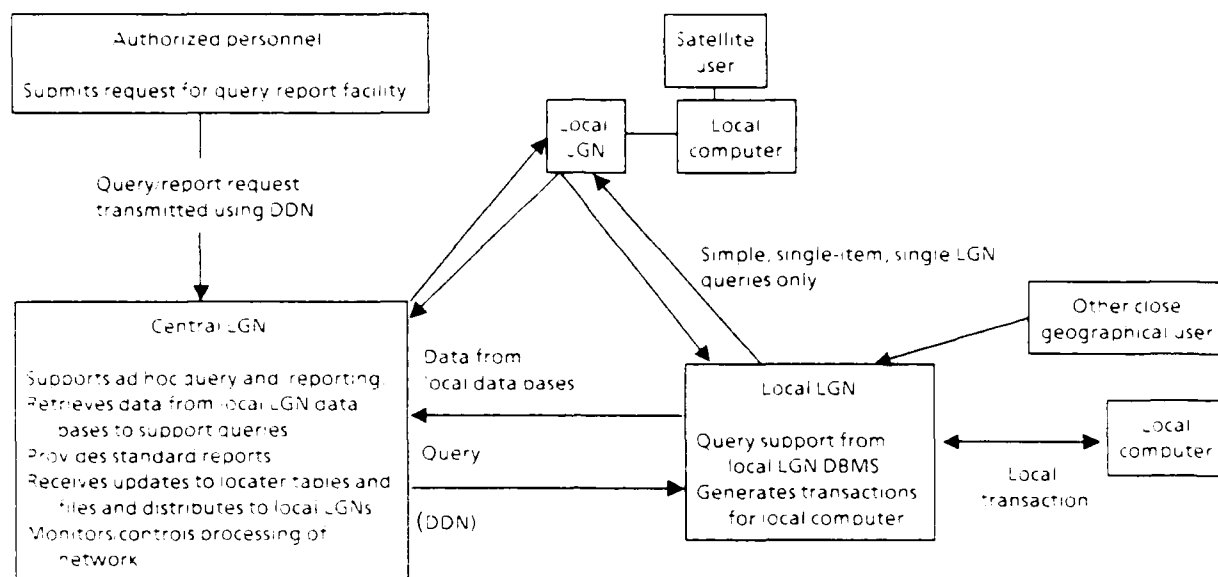 Authorized personnel
Submits request for query report facility
Satellite
user
Local
LGN
Local
computer
Query/report request
transmitted using DDN
Simple, single-item, single LGN
queries only
Other close
geographical user
Central LGN
Supports ad hoc query and reporting.
Retrieves data from local LGN data
bases to support queries
Provides standard reports
Receives updates to locater tables and
files and distributes to local LGNs
Monitors/controls processing of
network
Data from
local data bases
Query
(DDN)
Local LGN
Query support from
local LGN DBMS
Generates transactions
for local computer
Local
transaction
Local
computer